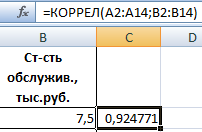 =КОРРЕЛ(A2:A14;B2:B14)
B C
Ст-сть
обслужив.,
тыс.руб.
7,5 0,924771